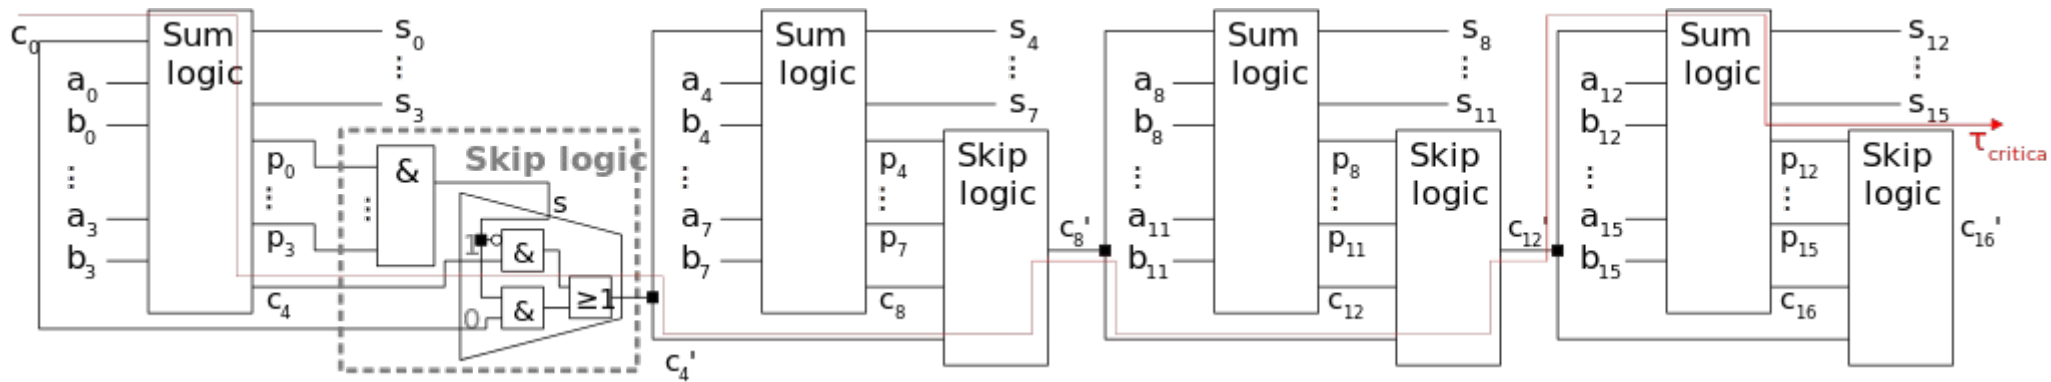 c0
a0
b0
⋮
a3
b3
Sum
logic
s0
⋮
s3
p0
⋮
p3
c4
Skip logic
&
⋮
s
1
&
0
&
≥1
c4'
a4
b4
⋮
a7
b7
Sum
logic
s4
⋮
s7
p4
⋮
p7
c8
Skip
logic
c8'
a8
b8
⋮
a11
b11
Sum
logic
s8
⋮
s11
p8
⋮
p11
c12
Skip
logic
c12'
a12
b12
⋮
a15
b15
Sum
logic
s12
⋮
s15
τcritica
p12
⋮
p15
c16
Skip
logic
c16'